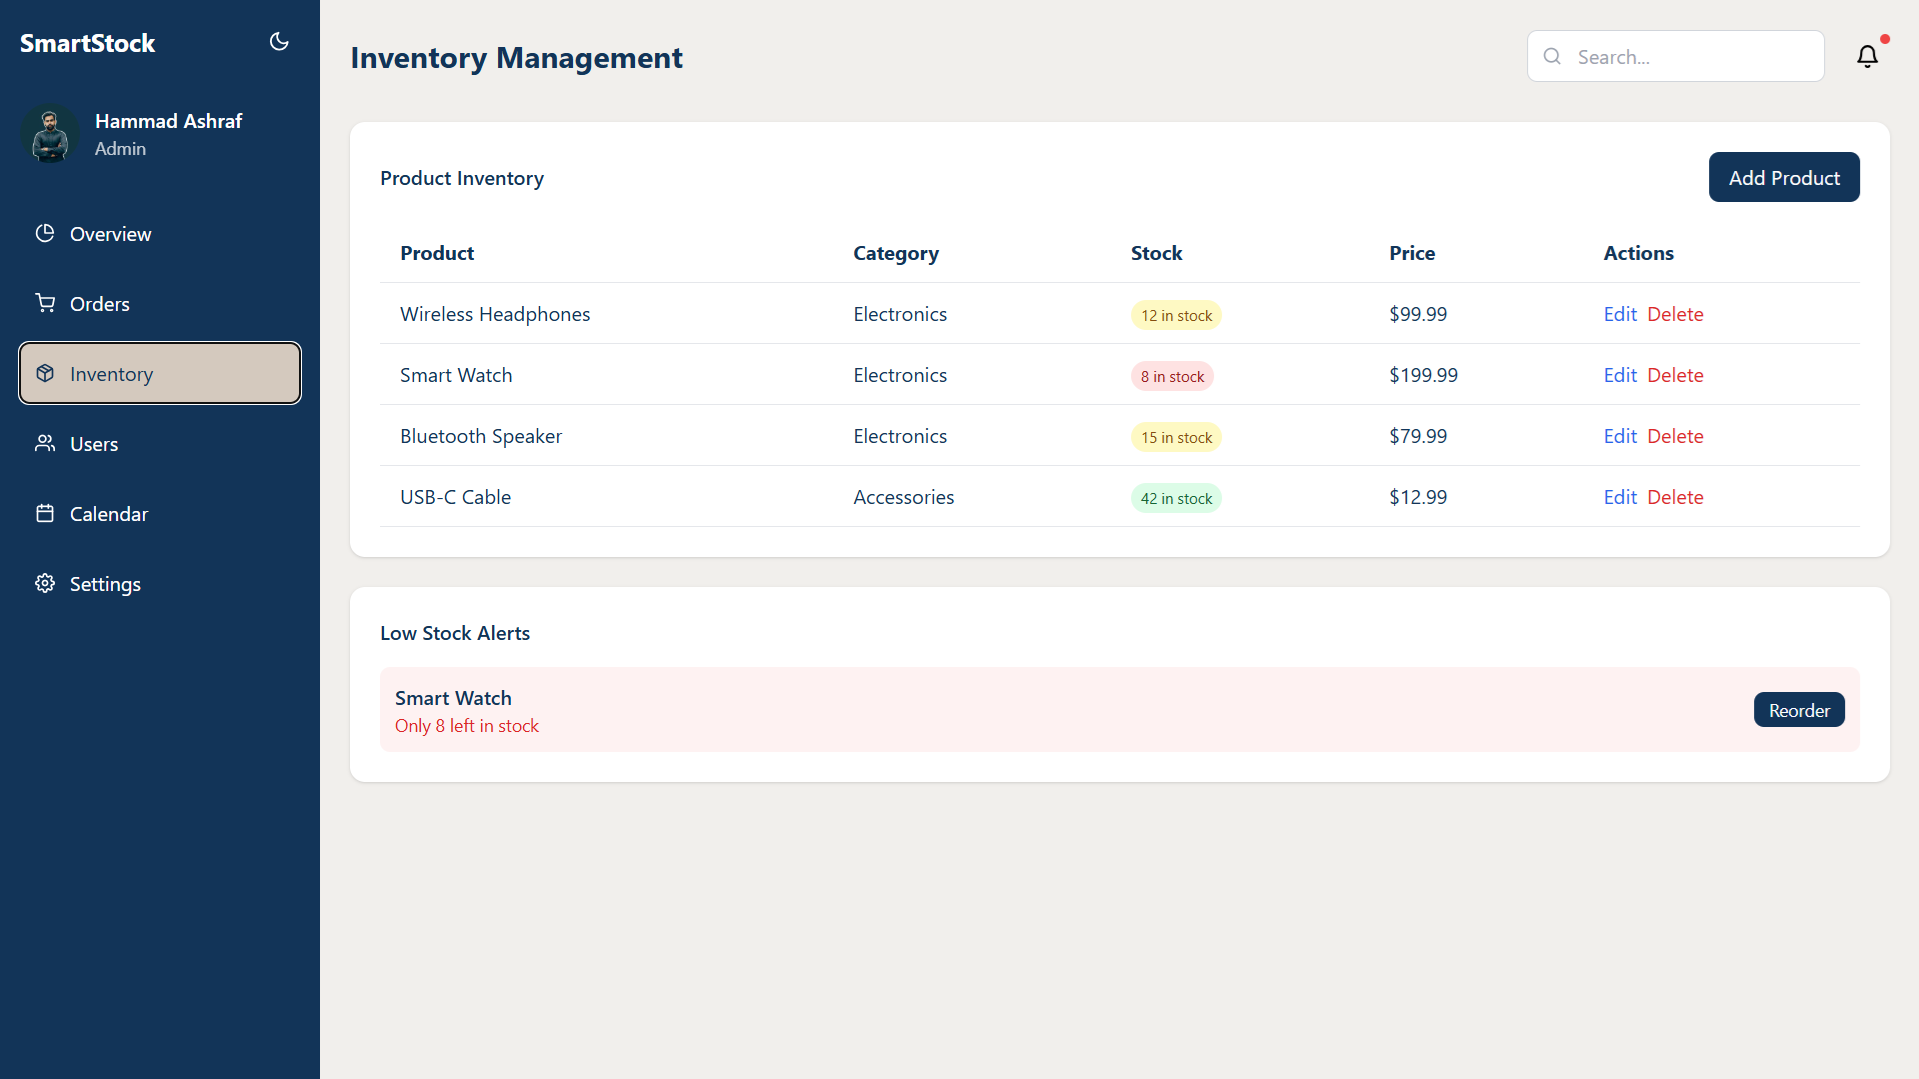 SmartStock
Hammad Ashraf
Admin
Overview
Orders
Inventory
Users
Calendar
Settings
Inventory Management
Search...
Product Inventory
Add Product
Product Category Stock Price Actions
Wireless Headphones Electronics 12 in stock $99.99 Edit Delete
Smart Watch Electronics 8 in stock $199.99 Edit Delete
Bluetooth Speaker Electronics 15 in stock $79.99 Edit Delete
USB-C Cable Accessories 42 in stock $12.99 Edit Delete
Low Stock Alerts
Smart Watch
Only 8 left in stock
Reorder